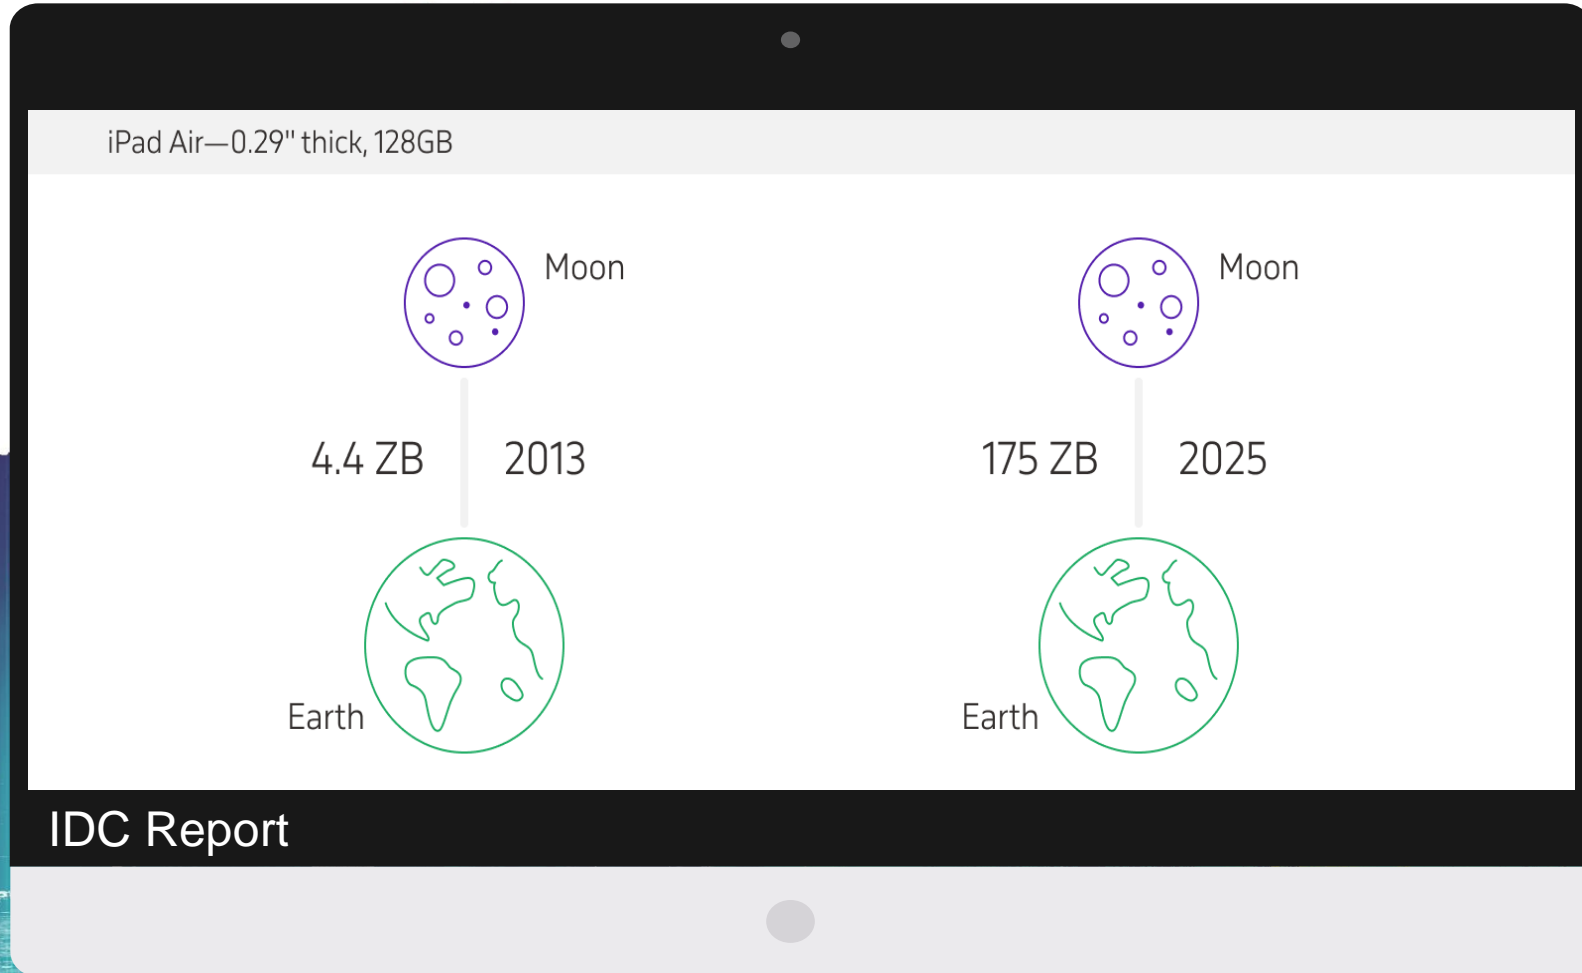 iPad Air—0.29" thick, 128GB
Moon
Moon
4.4 ZB
2013
175 ZB
2025
Earth
Earth
IDC Report